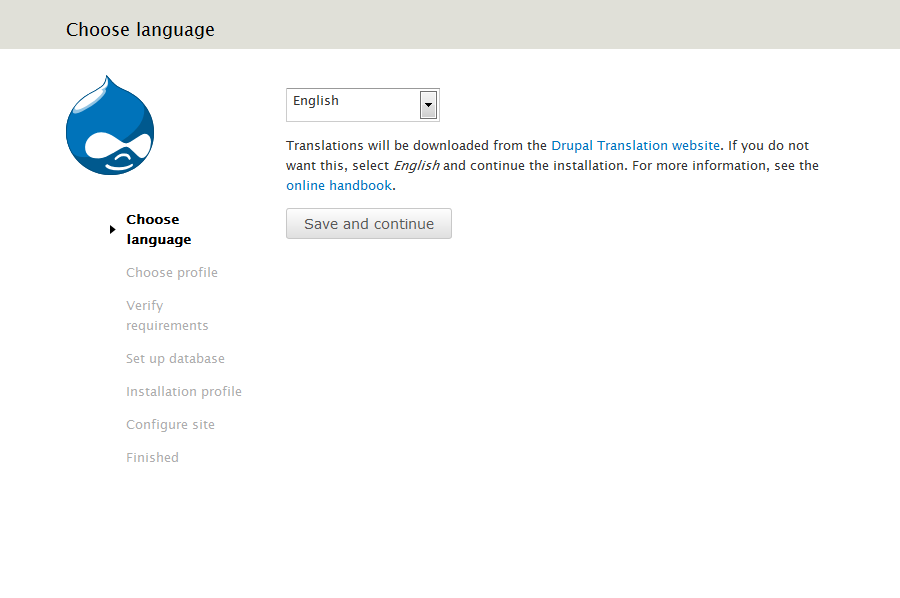 Choose language
English
Translations will be downloaded from the Drupal Translation website. If you do not
want this, select English and continue the installation. For more information, see the
online handbook.
Save and continue
Choose
language
Choose profile
Verify
requirements
Set up database
Installation profile
Configure site
Finished